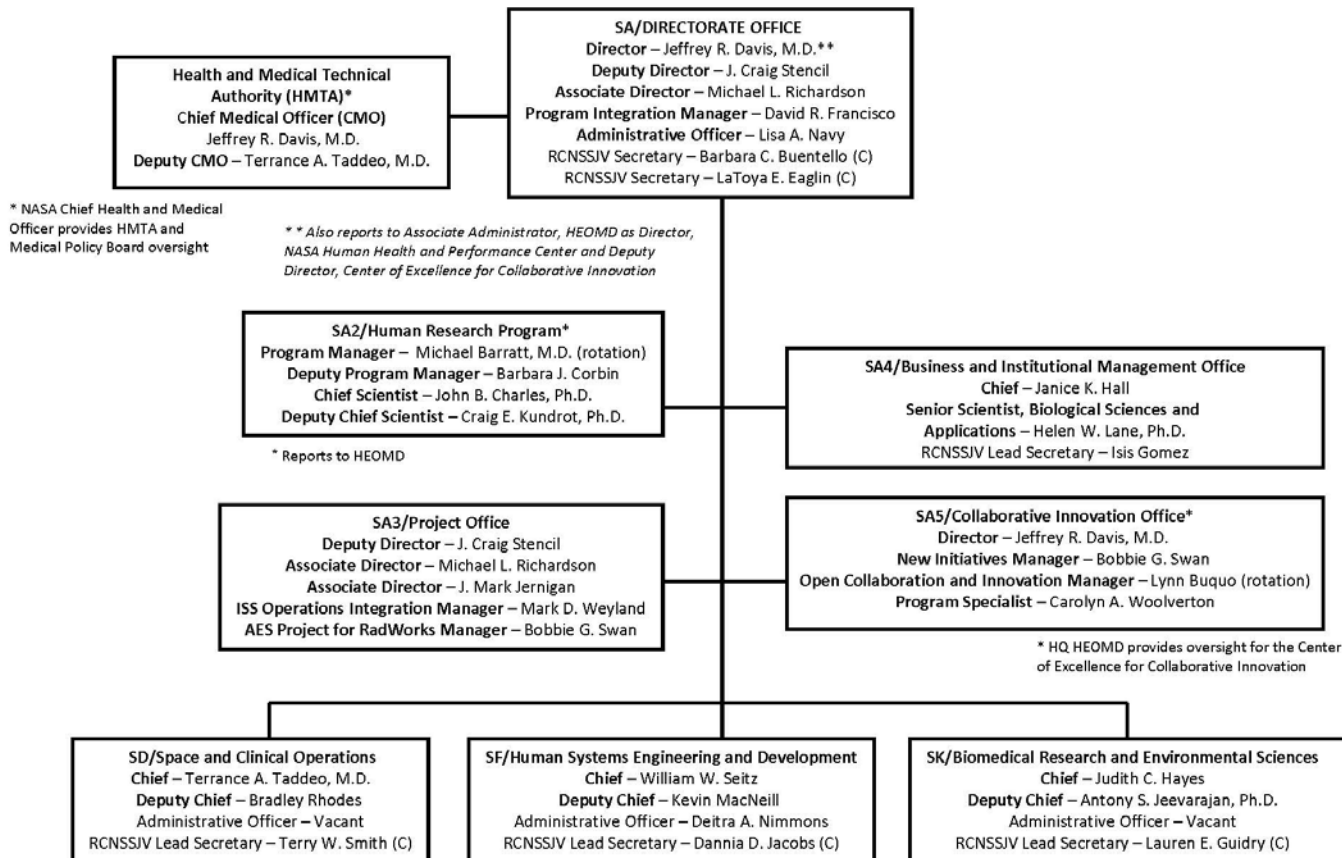 SA/DIRECTORATE OFFICE
Director – Jeffrey R. Davis, M.D.**
Deputy Director – J. Craig Stencil
Associate Director – Michael L. Richardson
Program Integration Manager – David R. Francisco
Administrative Officer – Lisa A. Navy
RCNSSJV Secretary – Barbara C. Buentello (C)
RCNSSJV Secretary – LaToya E. Eaglin (C)
Health and Medical Technical
Authority (HMTA)*
Chief Medical Officer (CMO)
Jeffrey R. Davis, M.D.
Deputy CMO – Terrance A. Taddeo, M.D.
* NASA Chief Health and Medical
Officer provides HMTA and
Medical Policy Board oversight
* * Also reports to Associate Administrator, HEOMD as Director,
NASA Human Health and Performance Center and Deputy
Director, Center of Excellence for Collaborative Innovation
SA2/Human Research Program*
Program Manager – Michael Barratt, M.D. (rotation)
Deputy Program Manager – Barbara J. Corbin
Chief Scientist – John B. Charles, Ph.D.
Deputy Chief Scientist – Craig E. Kundrot, Ph.D.
* Reports to HEOMD
SA4/Business and Institutional Management Office
Chief – Janice K. Hall
Senior Scientist, Biological Sciences and
Applications – Helen W. Lane, Ph.D.
RCNSSJV Lead Secretary – Isis Gomez
SA3/Project Office
Deputy Director – J. Craig Stencil
Associate Director – Michael L. Richardson
Associate Director – J. Mark Jernigan
ISS Operations Integration Manager – Mark D. Weyland
AES Project for RadWorks Manager – Bobbie G. Swan
SA5/Collaborative Innovation Office*
Director – Jeffrey R. Davis, M.D.
New Initiatives Manager – Bobbie G. Swan
Open Collaboration and Innovation Manager – Lynn Buquo (rotation)
Program Specialist – Carolyn A. Woolverton
* HQ HEOMD provides oversight for the Center
of Excellence for Collaborative Innovation
SD/Space and Clinical Operations
Chief – Terrance A. Taddeo, M.D.
Deputy Chief – Bradley Rhodes
Administrative Officer – Vacant
RCNSSJV Lead Secretary – Terry W. Smith (C)
SF/Human Systems Engineering and Development
Chief – William W. Seitz
Deputy Chief – Kevin MacNeill
Administrative Officer – Deitra A. Nimmons
RCNSSJV Lead Secretary – Dannia D. Jacobs (C)
SK/Biomedical Research and Environmental Sciences
Chief – Judith C. Hayes
Deputy Chief – Antony S. Jeevarajan, Ph.D.
Administrative Officer – Vacant
RCNSSJV Lead Secretary – Lauren E. Guidry (C)